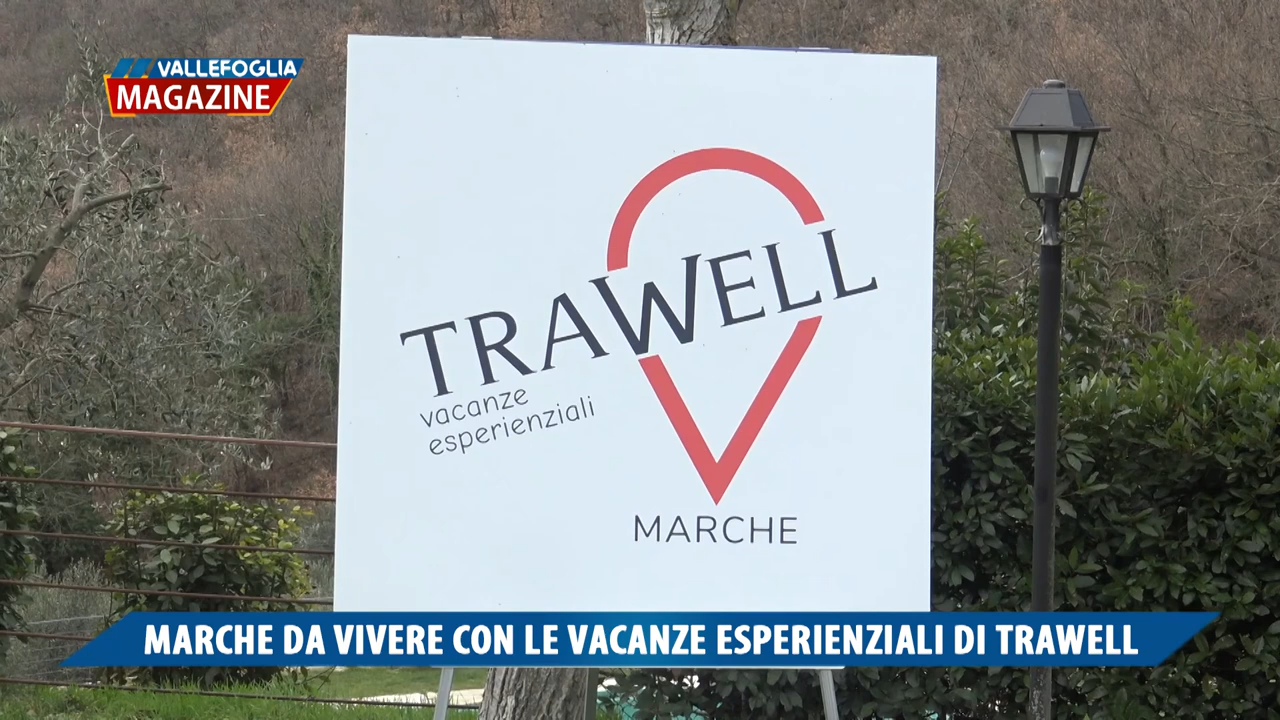 VALLEFOGLIA
MAGAZINE
TRAWELL
vacanze
esperienziali
MARCHE
MARCHE DA VIVERE CON LE VACANZE ESPERIENZIALI DI TRAWELL